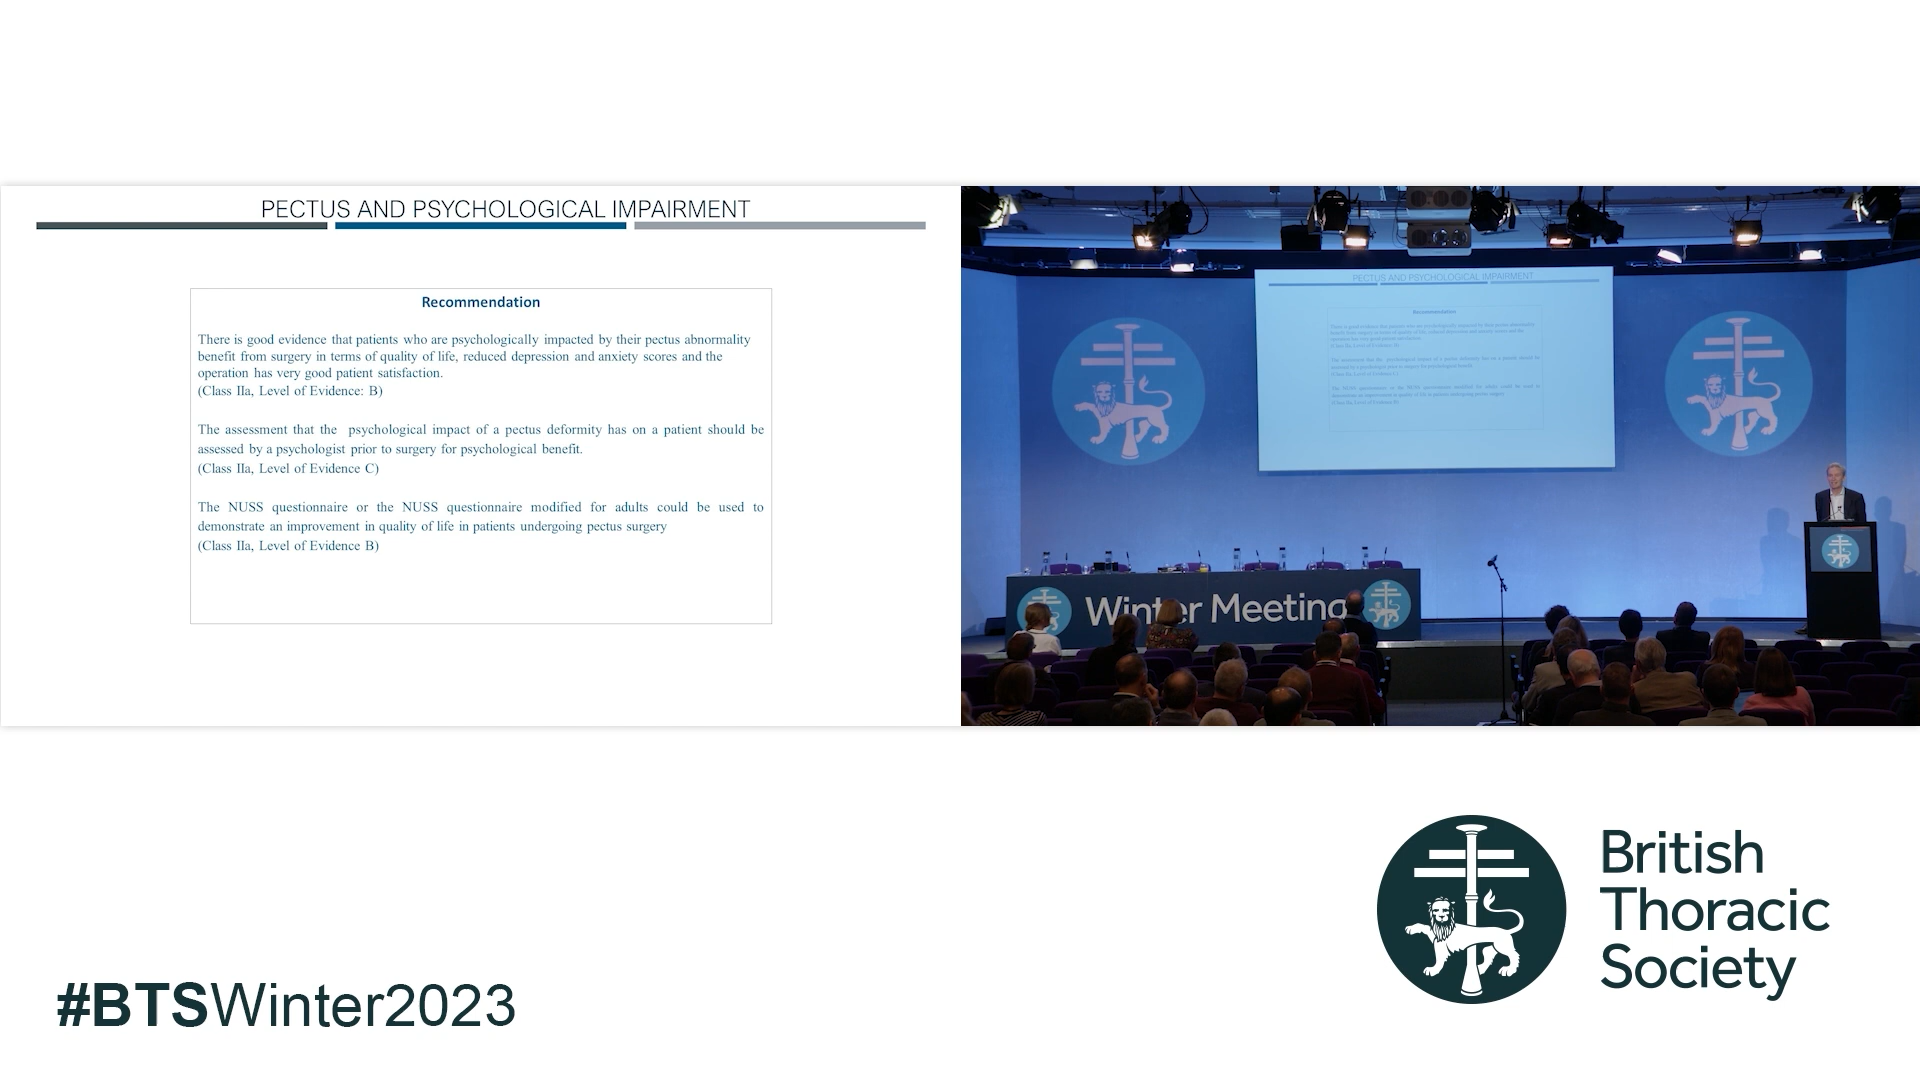 PECTUS AND PSYCHOLOGICAL IMPAIRMENT
Recommendation
There is good evidence that patients who are psychologically impacted by their pectus abnormality
benefit from surgery in terms of quality of life, reduced depression and anxiety scores and the
operation has very good patient satisfaction.
(Class IIa, Level of Evidence: B)
The assessment that the psychological impact of a pectus deformity has on a patient should be
assessed by a psychologist prior to surgery for psychological benefit.
(Class IIa, Level of Evidence C)
The NUSS questionnaire or the NUSS questionnaire modified for adults could be used to
demonstrate an improvement in quality of life in patients undergoing pectus surgery
(Class IIa, Level of Evidence B)
PECTUS AND PSYCHOLOGICAL IMPAIRMENT
Recommendation
Winter Meeting
British
Thoracic
Society
#BTSWinter2023